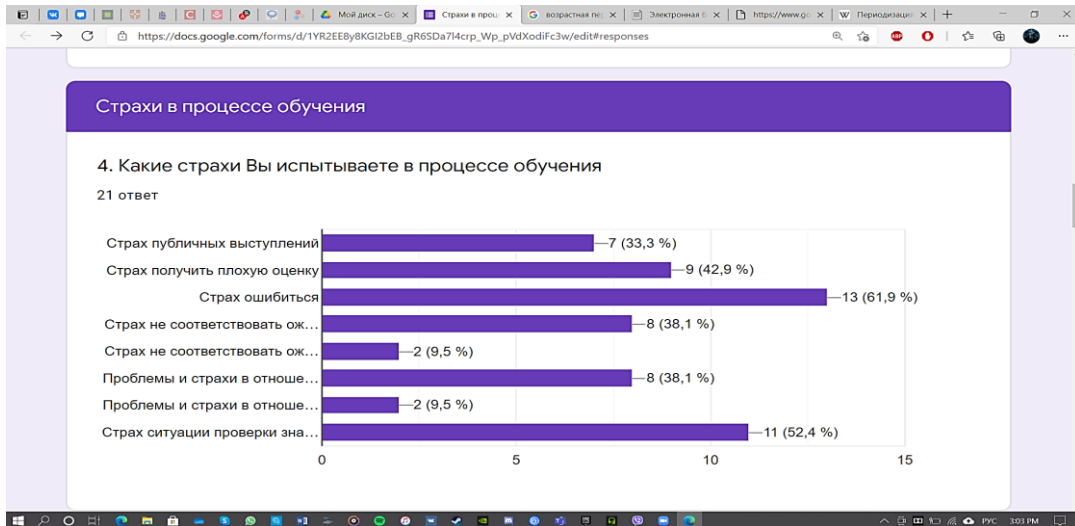 Мой диск – Go
Страхи в проц
возрастная пе
Электронная б
https://www.go
Периодизация
https://docs.google.com/forms/d/1YR2EE8y8KGI2bEB_gR6SDa7l4crp_Wp_pVdXodiFc3w/edit#responses
Страхи в процессе обучения
4. Какие страхи Вы испытываете в процессе обучения
21 ответ
Страх публичных выступлений 7 (33,3 %)
Страх получить плохую оценку 9 (42,9 %)
Страх ошибиться 13 (61,9 %)
Страх не соответствовать ож... 8 (38,1 %)
Страх не соответствовать ож... 2 (9,5 %)
Проблемы и страхи в отноше... 8 (38,1 %)
Проблемы и страхи в отноше... 2 (9,5 %)
Страх ситуации проверки зна... 11 (52,4 %)
0 5 10 15
РУС 3:03 PM